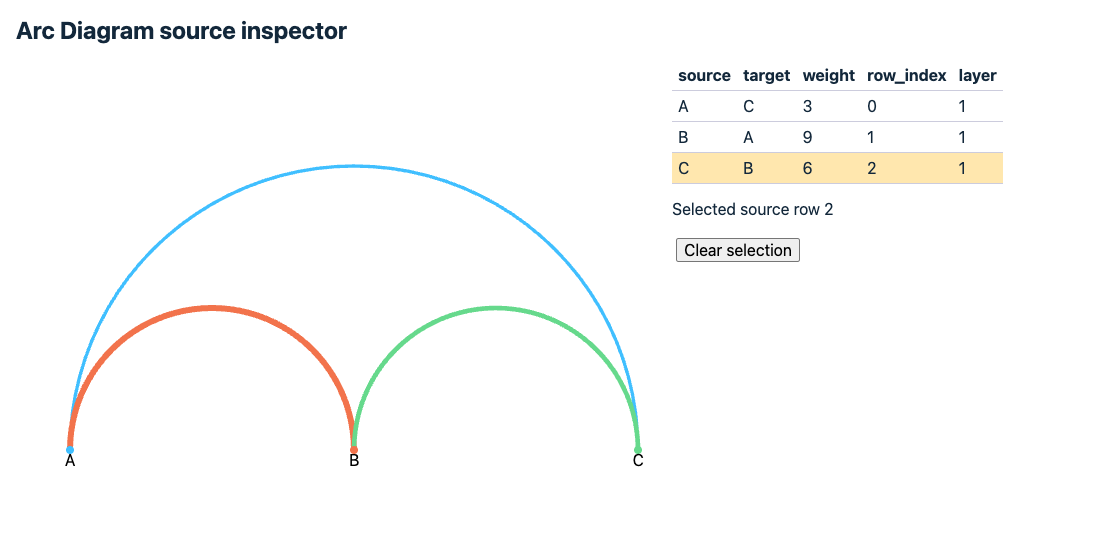 Arc Diagram source inspector
source target weight row_index layer
A C 3 0 1
B A 9 1 1
C B 6 2 1
Selected source row 2
Clear selection
A B C